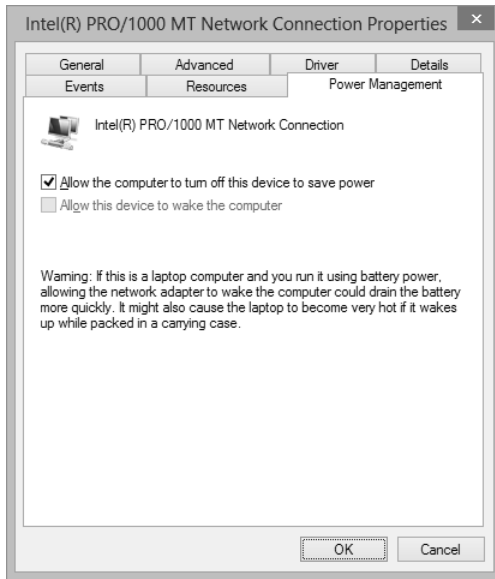 Intel(R) PRO/1000 MT Network Connection Properties
×
General Advanced Driver Details
Events Resources Power Management
Intel(R) PRO/1000 MT Network Connection
Allow the computer to turn off this device to save power
Allow this device to wake the computer
Warning: If this is a laptop computer and you run it using battery power,
allowing the network adapter to wake the computer could drain the battery
more quickly. It might also cause the laptop to become very hot if it wakes
up while packed in a carrying case.
OK Cancel